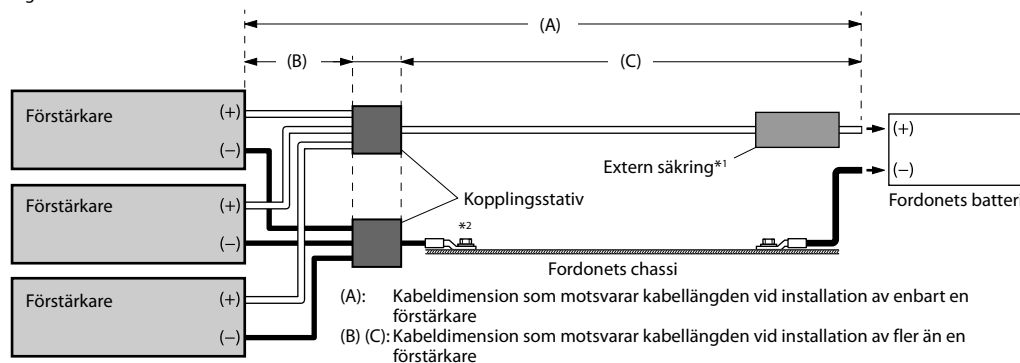 (A)
(B)
(C)
Förstärkare
(+)
(−)
Extern säkring*1
(+)
(−)
Fordonets batteri
Förstärkare
(+)
(−)
Kopplingsstativ
*2
Fordonets chassi
Förstärkare
(+)
(−)
(A): Kabeldimension som motsvarar kabellängden vid installation av enbart en
förstärkare
(B) (C): Kabeldimension som motsvarar kabellängden vid installation av fler än en
förstärkare